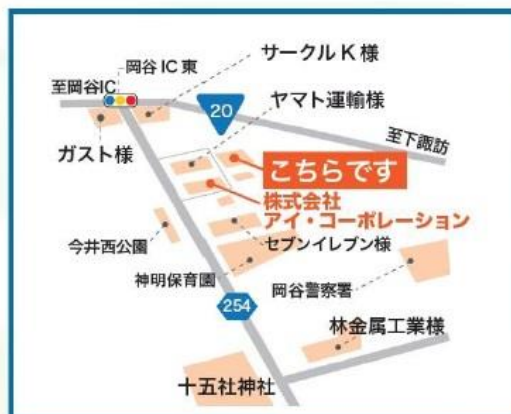 岡谷 IC 東
サークル K 様
至岡谷IC
20
ヤマト運輸様
ガスト様
至下諏訪
こちらです
株式会社
アイ・コーポレーション
セブンイレブン様
今井西公園
神明保育園
岡谷警察署
254
林金属工業様
十五社神社